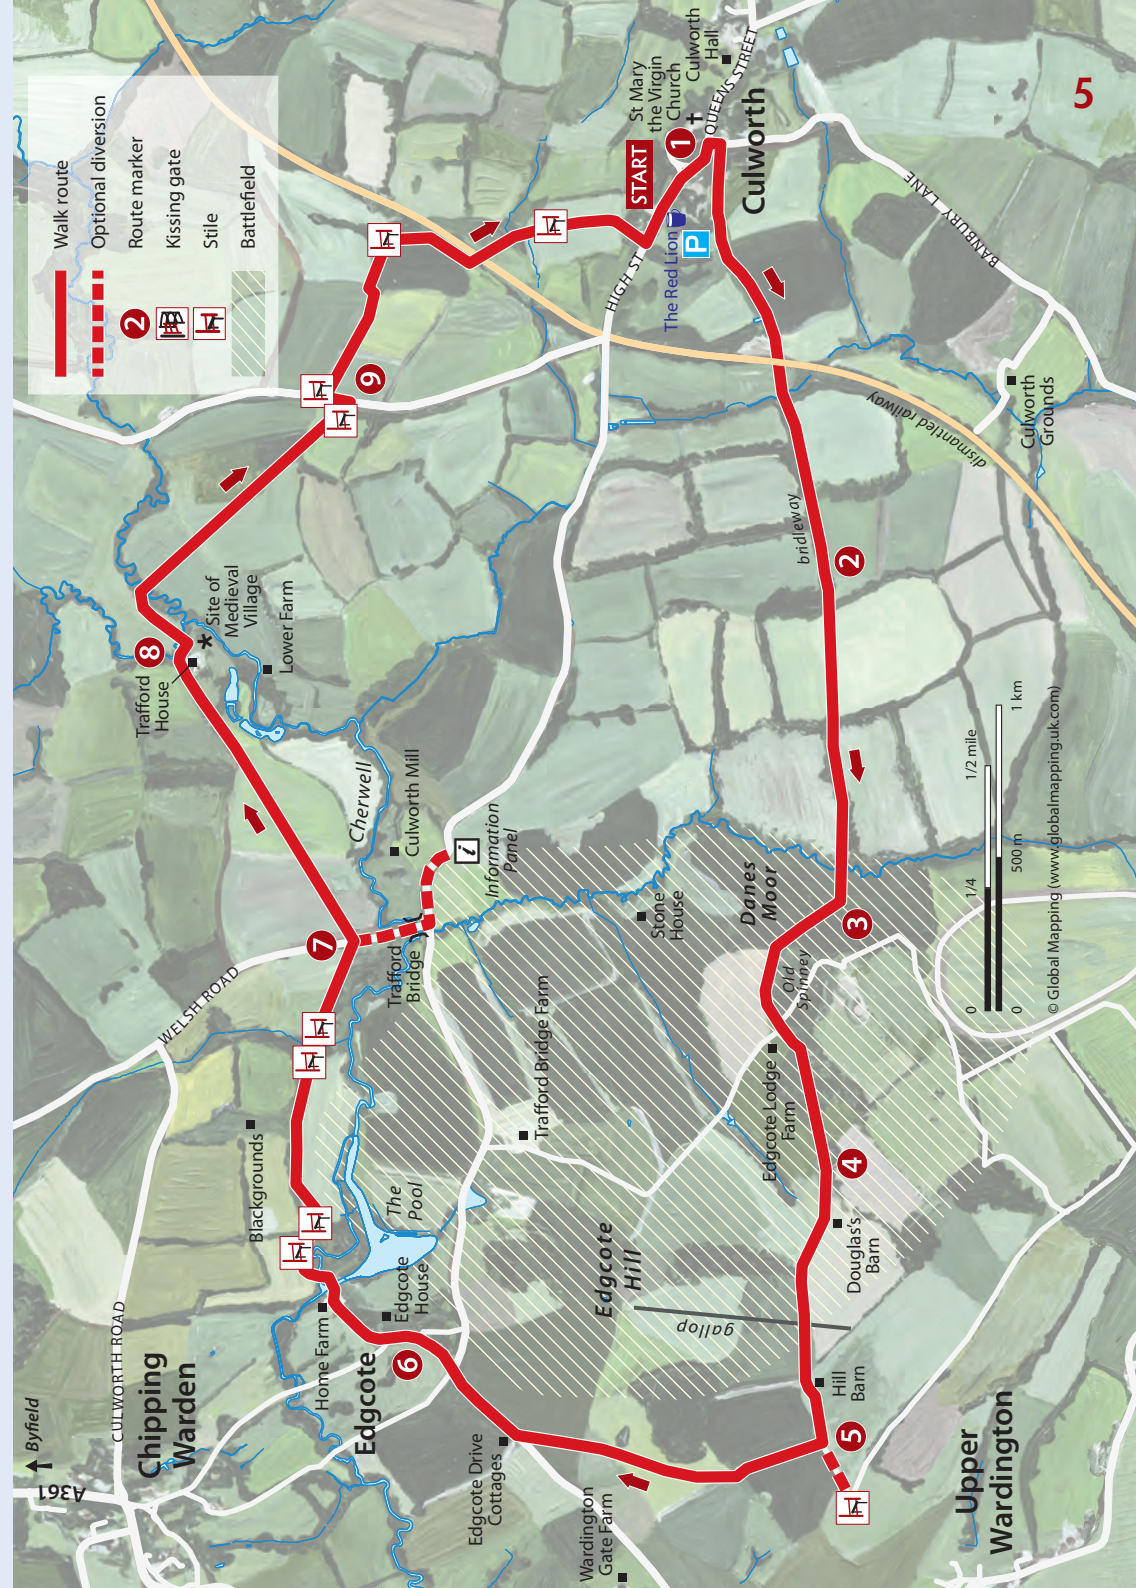 Walk route
Optional diversion
2
Route marker
Kissing gate
Stile
Battlefield
A361
Byfield
CULWORTH ROAD
Chipping
Warden
WELSH ROAD
Blackgrounds
Home Farm
Edgcote
Edgcote
House
The
Pool
6
Edgcote Drive
Cottages
Wardington
Gate Farm
7
Trafford
Bridge
Cherwell
Culworth Mill
i
Information
Panel
Trafford Bridge Farm
Trafford
House
8
Site of
Medieval
Village
Lower Farm
9
START
1
St Mary
the Virgin
Church
Culworth
Hall
QUEENS STREET
HIGH ST
The Red Lion
P
Culworth
BANBURY LANE
dismantled railway
Culworth
Grounds
bridleway
2
Stone
House
Danes
Moor
3
Old
Spinney
Edgcote Lodge
Farm
4
Douglas's
Barn
Edgcote
Hill
gallop
Hill
Barn
5
Upper
Wardington
0
1/4
1/2 mile
0
500 m
1 km
© Global Mapping (www.globalmapping.uk.com)
5